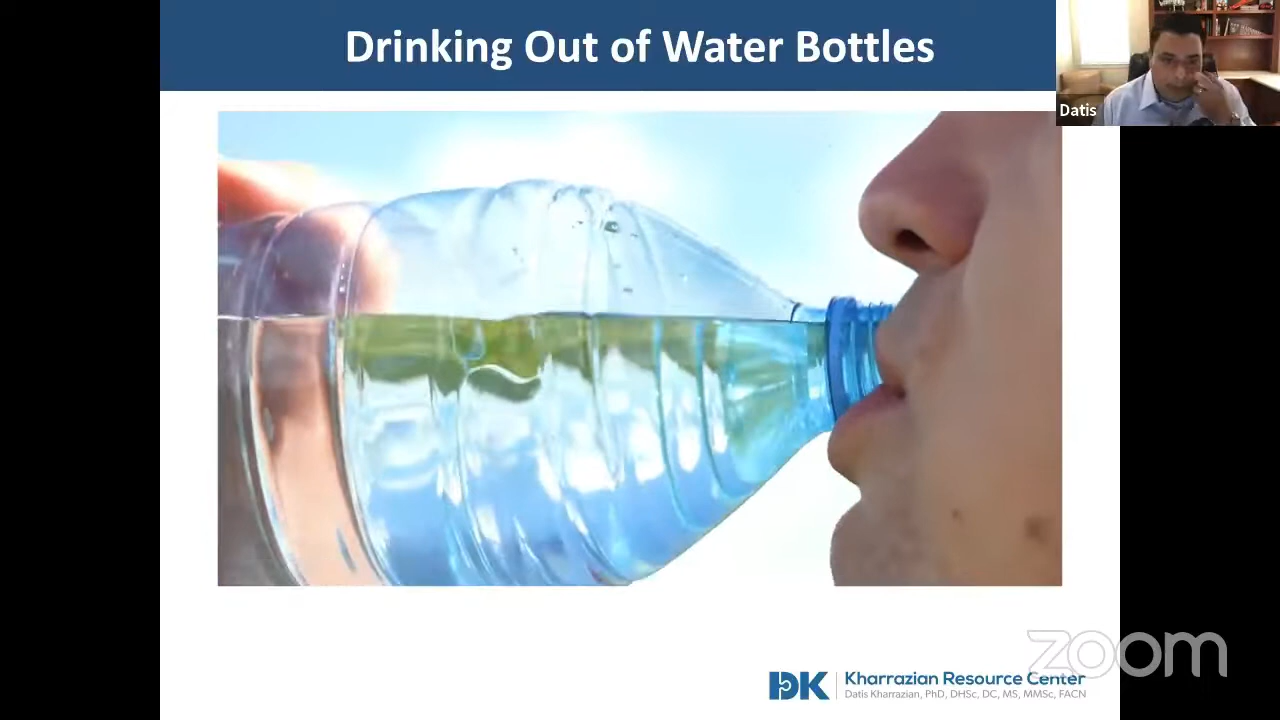 Drinking Out of Water Bottles
Datis
zoom
DK
Kharrazian Resource Center
Datis Kharrazian, PhD, DHSc, DC, MS, MMSc, FACN